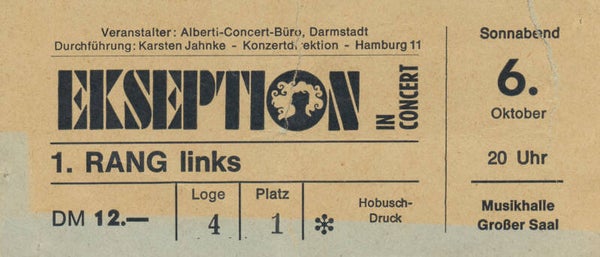 Veranstalter: Alberti-Concert-Büro, Darmstadt
Durchführung: Karsten Jahnke - Konzertdirektion - Hamburg 11
EKSEPTION
IN CONCERT
1. RANG links
Loge Platz
DM 12.— 4 1
Hobusch-
Druck
Sonnabend
6.
Oktober
20 Uhr
Musikhalle
Großer Saal